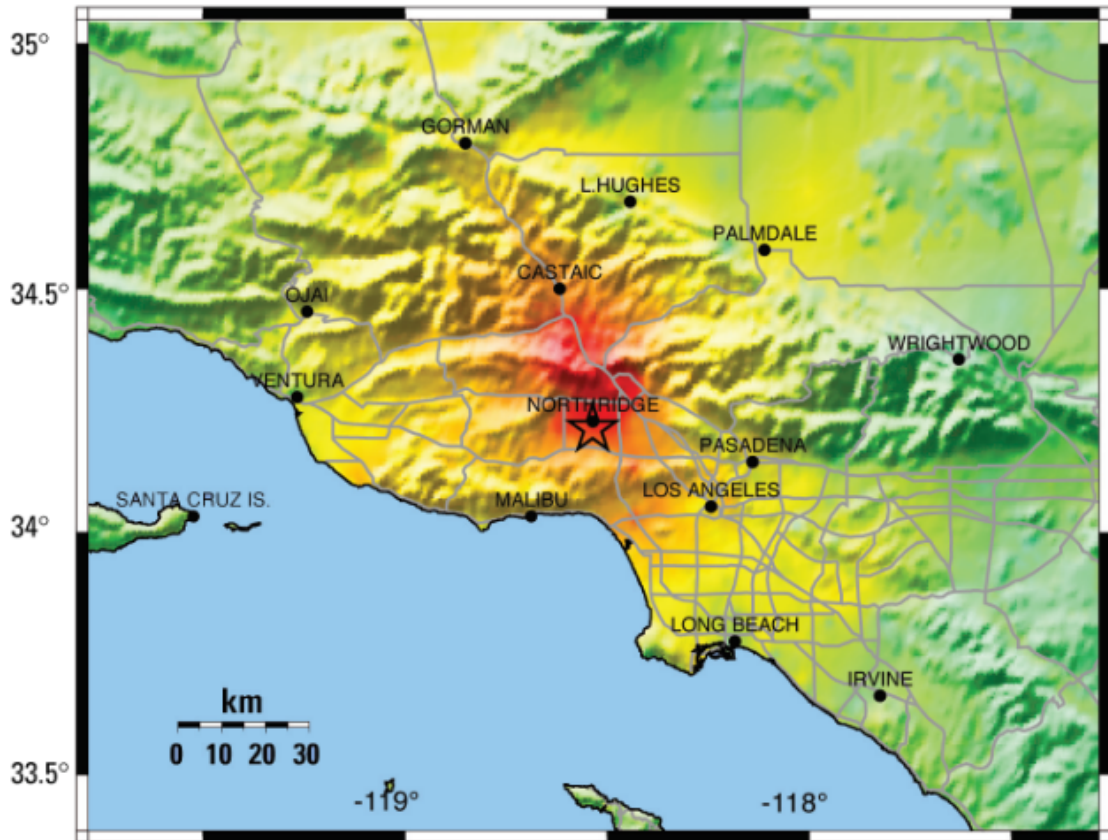 35°
GORMAN
L.HUGHES
PALMDALE
CASTAIC
34.5°
OJAI
WRIGHTWOOD
VENTURA
NORTHRIDGE
PASADENA
SANTA CRUZ IS.
MALIBU
LOS ANGELES
34°
LONG BEACH
IRVINE
km
0 10 20 30
33.5°
-119°
-118°